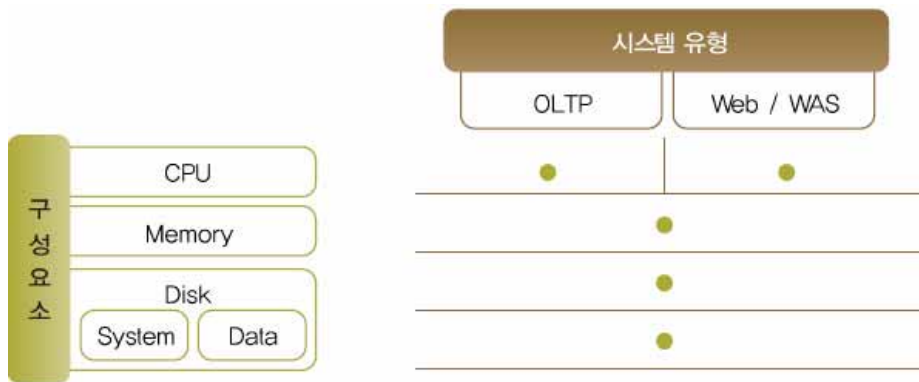 시스템 유형
OLTP
Web / WAS
구성요소
CPU
Memory
Disk
System
Data